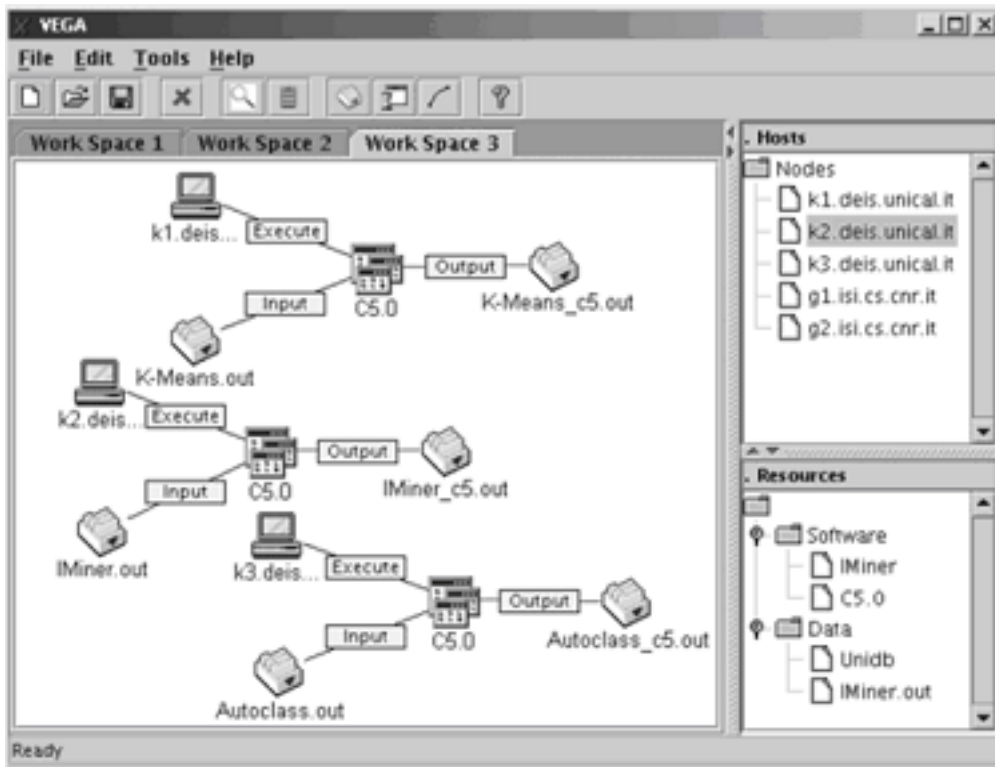 VEGA
File Edit Tools Help
Work Space 1 Work Space 2 Work Space 3
k1.deis...
Execute
C5.0
Output
K-Means_c5.out
Input
K-Means.out
k2.deis...
Execute
C5.0
Output
IMiner_c5.out
Input
IMiner.out
k3.deis...
Execute
C5.0
Output
Autoclass_c5.out
Input
Autoclass.out
. Hosts
Nodes
k1.deis.unical.it
k2.deis.unical.it
k3.deis.unical.it
g1.isi.cs.cnr.it
g2.isi.cs.cnr.it
. Resources
Software
IMiner
C5.0
Data
Unidb
IMiner.out
Ready